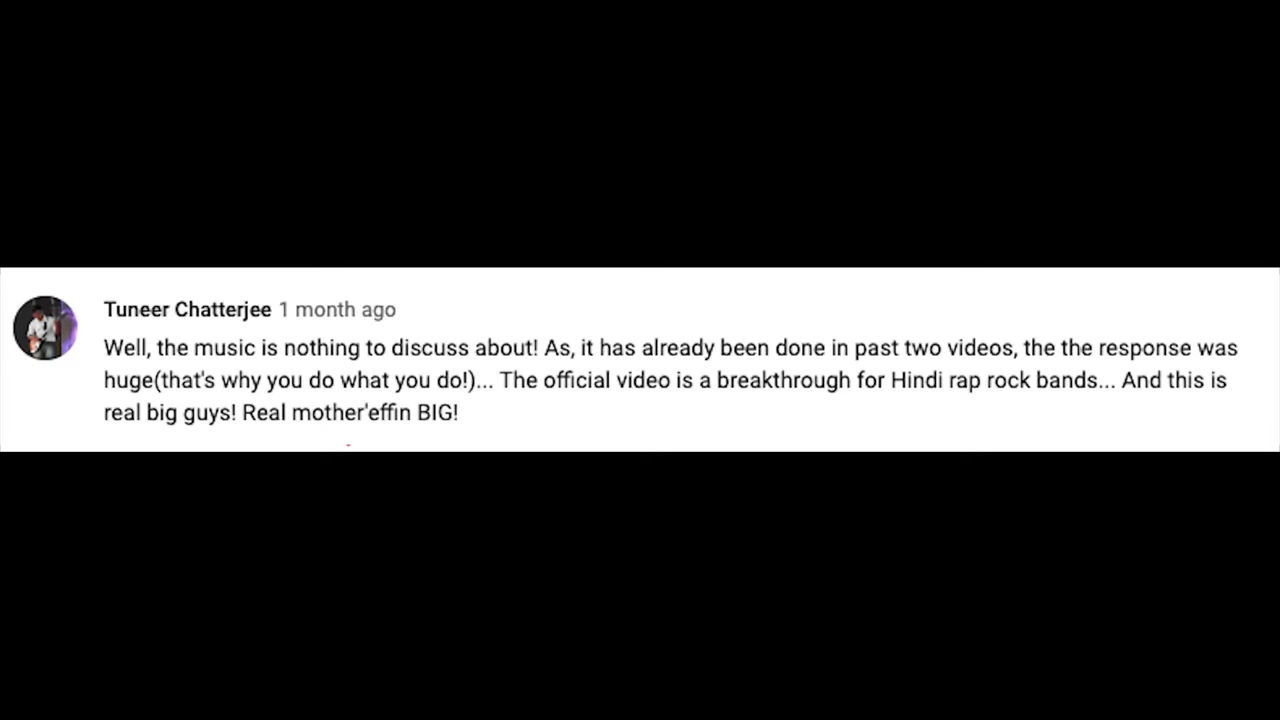 Tuneer Chatterjee 1 month ago
Well, the music is nothing to discuss about! As, it has already been done in past two videos, the the response was
huge(that's why you do what you do!)... The official video is a breakthrough for Hindi rap rock bands... And this is
real big guys! Real mother'effin BIG!